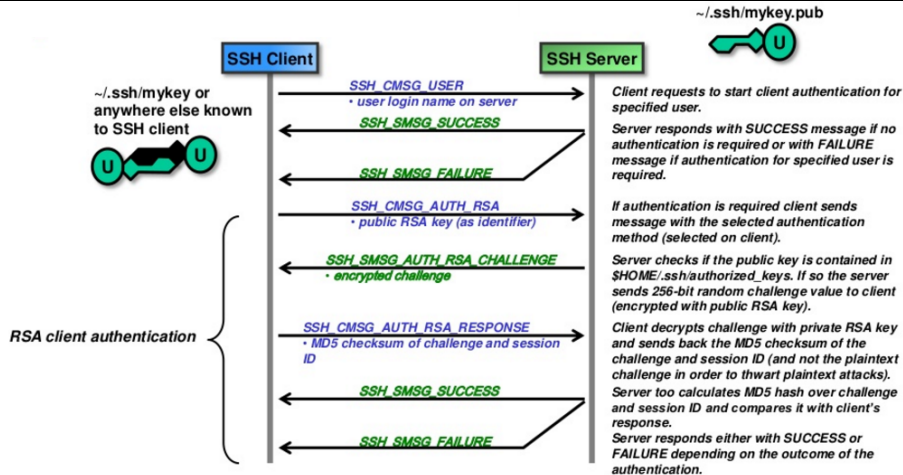 ~/.ssh/mykey.pub
U
SSH Client
SSH Server
~/.ssh/mykey or
anywhere else known
to SSH client
U
U
SSH_CMSG_USER
• user login name on server
Client requests to start client authentication for
specified user.
SSH_SMSG_SUCCESS
SSH_SMSG_FAILURE
Server responds with SUCCESS message if no
authentication is required or with FAILURE
message if authentication for specified user is
required.
SSH_CMSG_AUTH_RSA
• public RSA key (as identifier)
If authentication is required client sends
message with the selected authentication
method (selected on client).
RSA client authentication
SSH_SMSG_AUTH_RSA_CHALLENGE
• encrypted challenge
Server checks if the public key is contained in
$HOME/.ssh/authorized_keys. If so the server
sends 256-bit random challenge value to client
(encrypted with public RSA key).
SSH_CMSG_AUTH_RSA_RESPONSE
• MD5 checksum of challenge and session
ID
Client decrypts challenge with private RSA key
and sends back the MD5 checksum of the
challenge and session ID (and not the plaintext
challenge in order to thwart plaintext attacks).
SSH_SMSG_SUCCESS
SSH_SMSG_FAILURE
Server too calculates MD5 hash over challenge
and session ID and compares it with client's
response.
Server responds either with SUCCESS or
FAILURE depending on the outcome of the
authentication.